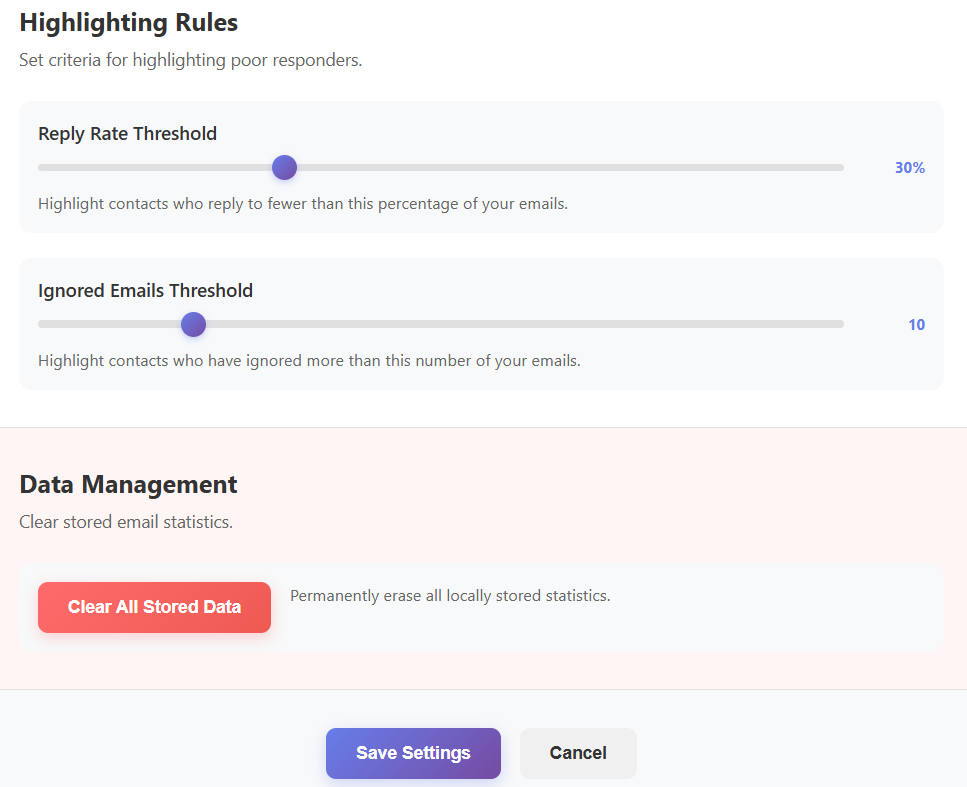 Highlighting Rules
Set criteria for highlighting poor responders.
Reply Rate Threshold
30%
Highlight contacts who reply to fewer than this percentage of your emails.
Ignored Emails Threshold
10
Highlight contacts who have ignored more than this number of your emails.
Data Management
Clear stored email statistics.
Clear All Stored Data
Permanently erase all locally stored statistics.
Save Settings
Cancel